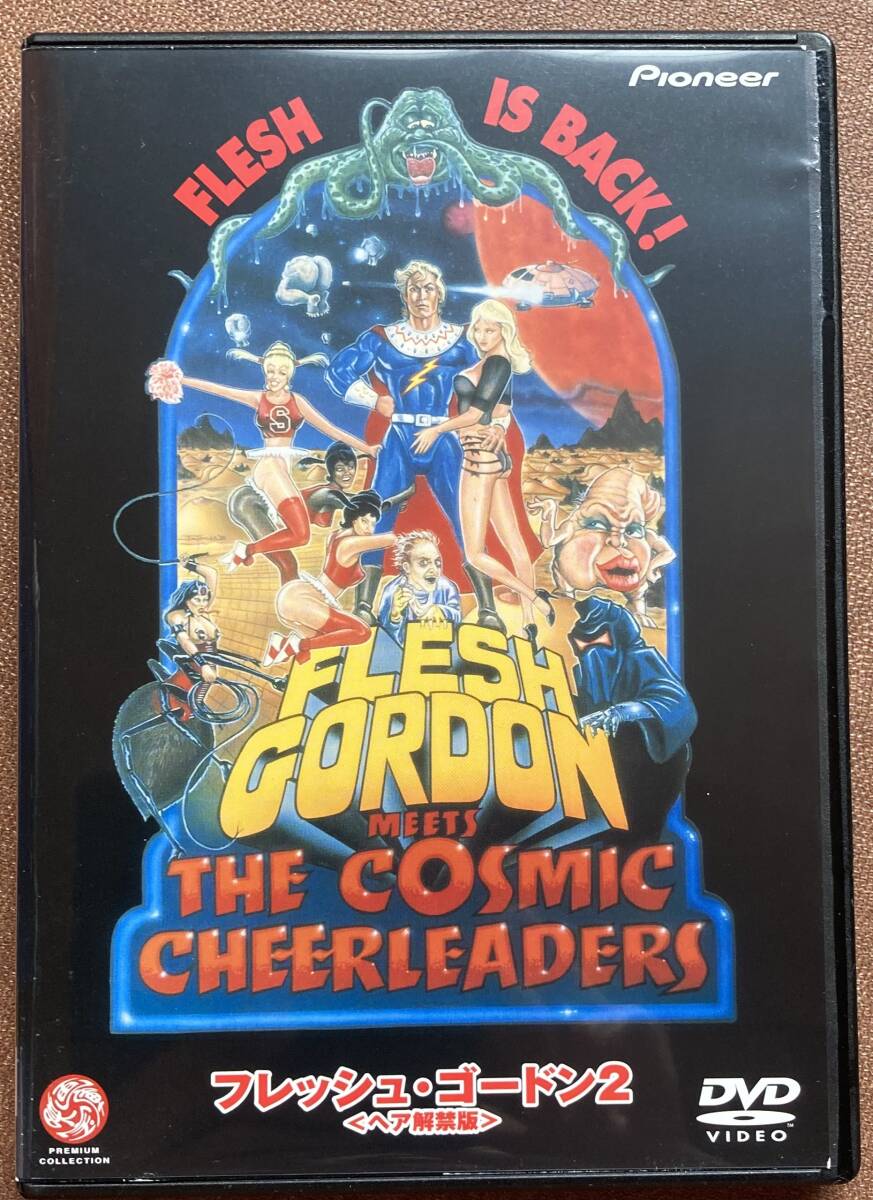 Pioneer
FLESH IS BACK!
S
FLESH
GORDON
MEETS
THE COSMIC
CHEERLEADERS
フレッシュ・ゴードン2
<ヘア解禁版>
PREMIUM
COLLECTION
DVD
VIDEO
TM